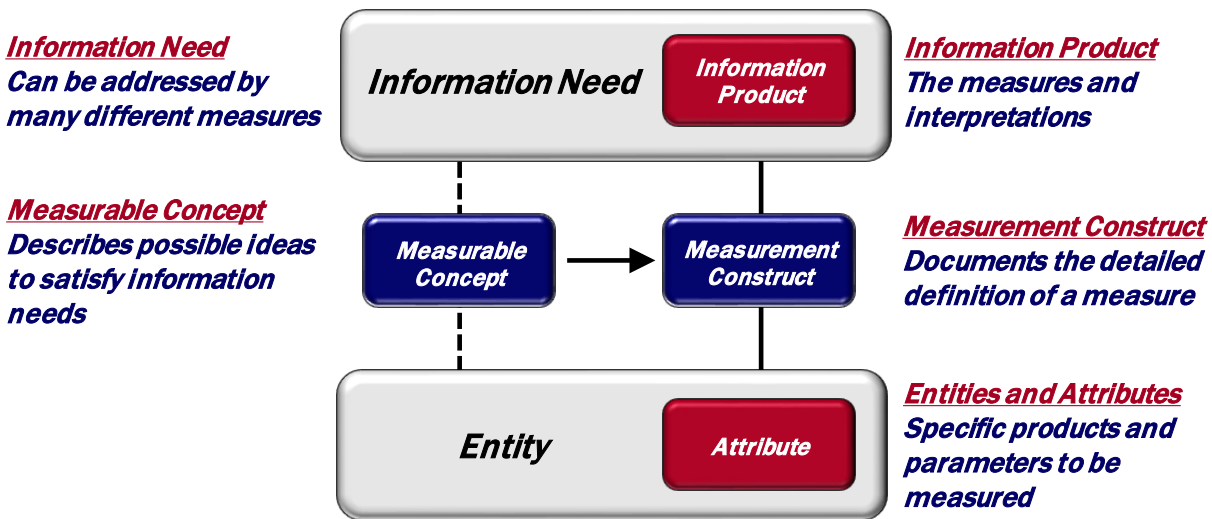 Information Need
Can be addressed by
many different measures
Information Need
Information
Product
Information Product
The measures and
interpretations
Measurable Concept
Describes possible ideas
to satisfy information
needs
Measurable
Concept
Measurement
Construct
Measurement Construct
Documents the detailed
definition of a measure
Entity
Attribute
Entities and Attributes
Specific products and
parameters to be
measured